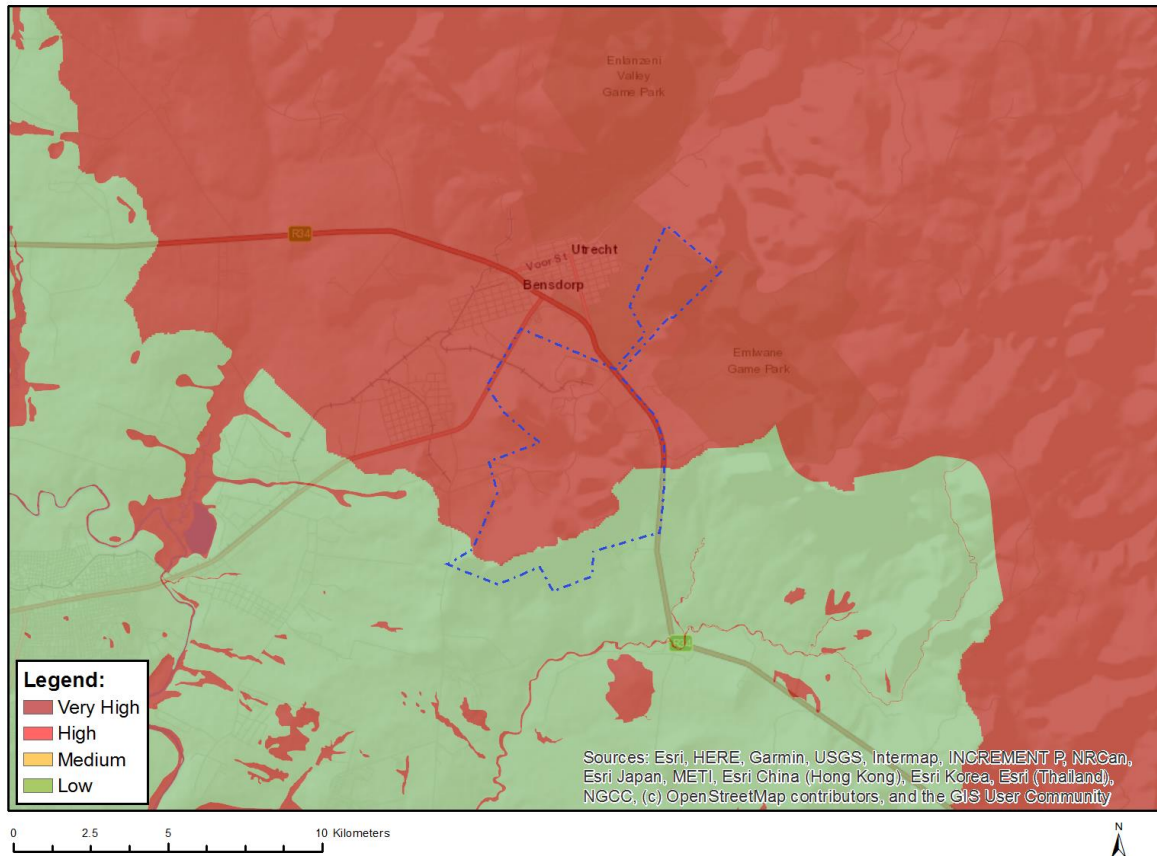 Enlanzeni
Valley
Game Park
R34
Utrecht
Voor St
Bensdorp
Emlwane
Game Park
Legend:
Very High
High
Medium
Low
Sources: Esri, HERE, Garmin, USGS, Intermap, INCREMENT P, NRCan,
Esri Japan, METI, Esri China (Hong Kong), Esri Korea, Esri (Thailand),
NGCC, (c) OpenStreetMap contributors, and the GIS User Community
0 2.5 5 10 Kilometers
N